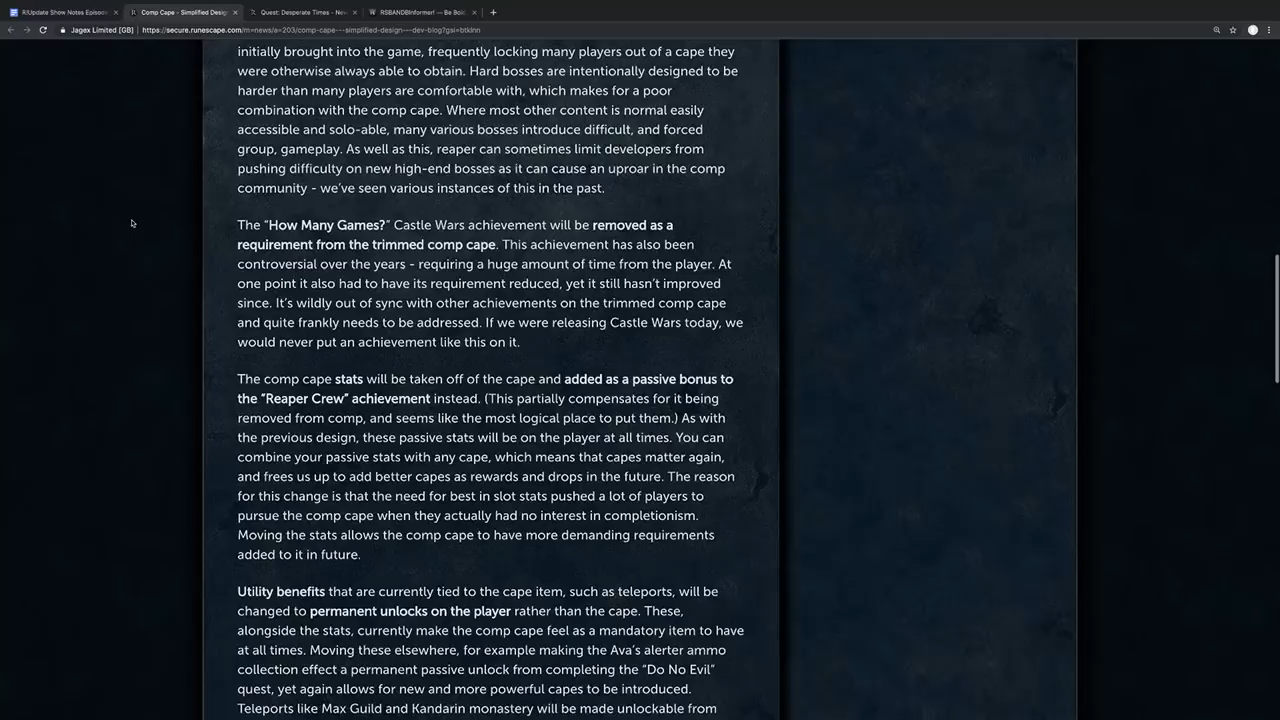 RIUpdate Show Notes Episode
Comp Cape - Simplified Desig
Quest: Desperate Times - New
RSBANDBInformer! — Be Bold
Jagex Limited [GB] | https://secure.runescape.com/m=news/a=203/comp-cape---simplified-design---dev-blog?gsi=btklnn
initially brought into the game, frequently locking many players out of a cape they
were otherwise always able to obtain. Hard bosses are intentionally designed to be
harder than many players are comfortable with, which makes for a poor
combination with the comp cape. Where most other content is normal easily
accessible and solo-able, many various bosses introduce difficult, and forced
group, gameplay. As well as this, reaper can sometimes limit developers from
pushing difficulty on new high-end bosses as it can cause an uproar in the comp
community - we’ve seen various instances of this in the past.
The “How Many Games?” Castle Wars achievement will be removed as a
requirement from the trimmed comp cape. This achievement has also been
controversial over the years - requiring a huge amount of time from the player. At
one point it also had to have its requirement reduced, yet it still hasn’t improved
since. It’s wildly out of sync with other achievements on the trimmed comp cape
and quite frankly needs to be addressed. If we were releasing Castle Wars today, we
would never put an achievement like this on it.
The comp cape stats will be taken off of the cape and added as a passive bonus to
the “Reaper Crew” achievement instead. (This partially compensates for it being
removed from comp, and seems like the most logical place to put them.) As with
the previous design, these passive stats will be on the player at all times. You can
combine your passive stats with any cape, which means that capes matter again,
and frees us up to add better capes as rewards and drops in the future. The reason
for this change is that the need for best in slot stats pushed a lot of players to
pursue the comp cape when they actually had no interest in completionism.
Moving the stats allows the comp cape to have more demanding requirements
added to it in future.
Utility benefits that are currently tied to the cape item, such as teleports, will be
changed to permanent unlocks on the player rather than the cape. These,
alongside the stats, currently make the comp cape feel as a mandatory item to have
at all times. Moving these elsewhere, for example making the Ava’s alerter ammo
collection effect a permanent passive unlock from completing the “Do No Evil”
quest, yet again allows for new and more powerful capes to be introduced.
Teleports like Max Guild and Kandarin monastery will be made unlockable from